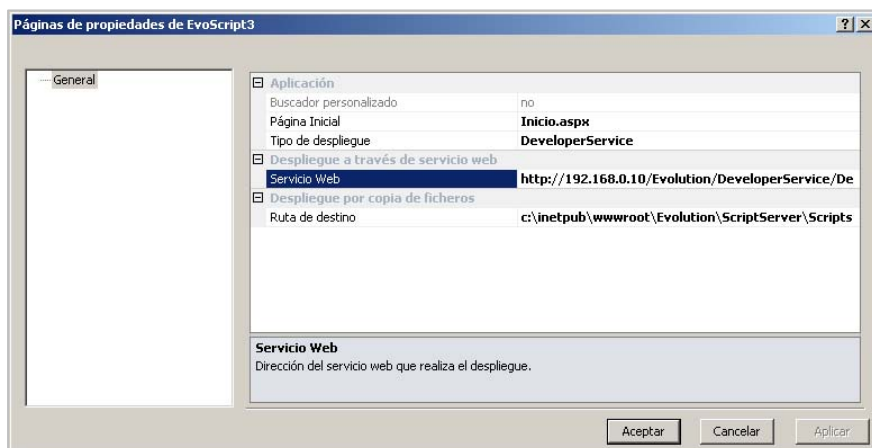 Páginas de propiedades de EvoScript3
General
Aplicación
Buscador personalizado no
Página Inicial Inicio.aspx
Tipo de despliegue DeveloperService
Despliegue a través de servicio web
Servicio Web http://192.168.0.10/Evolution/DeveloperService/De
Despliegue por copia de ficheros
Ruta de destino c:\inetpub\wwwroot\Evolution\ScriptServer\Scripts
Servicio Web
Dirección del servicio web que realiza el despliegue.
Aceptar Cancelar Aplicar